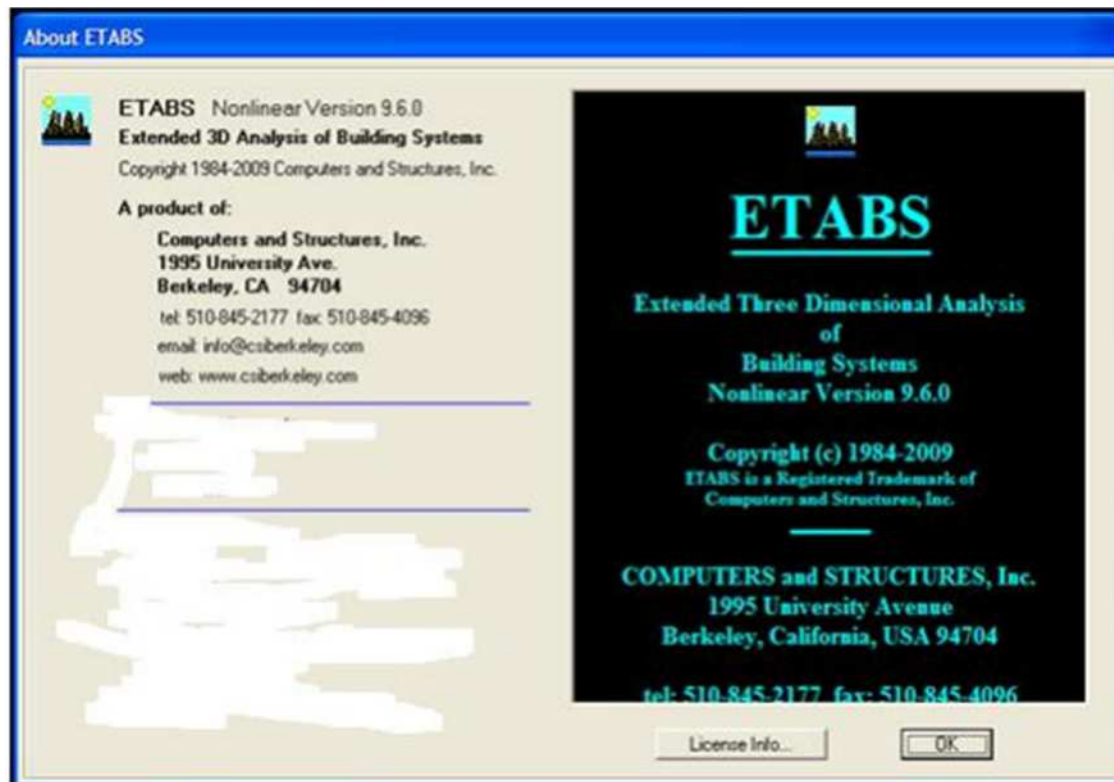 About ETABS
ETABS Nonlinear Version 9.6.0
Extended 3D Analysis of Building Systems
Copyright 1984-2009 Computers and Structures, Inc.
A product of:
Computers and Structures, Inc.
1995 University Ave.
Berkeley, CA 94704
tel: 510-845-2177 fax: 510-845-4096
email: info@csiberkeley.com
web: www.csiberkeley.com
ETABS
Extended Three Dimensional Analysis
of
Building Systems
Nonlinear Version 9.6.0
Copyright (c) 1984-2009
ETABS is a Registered Trademark of
Computers and Structures, Inc.
COMPUTERS and STRUCTURES, Inc.
1995 University Avenue
Berkeley, California, USA 94704
tel: 510-845-2177 fax: 510-845-4096
License Info...
OK